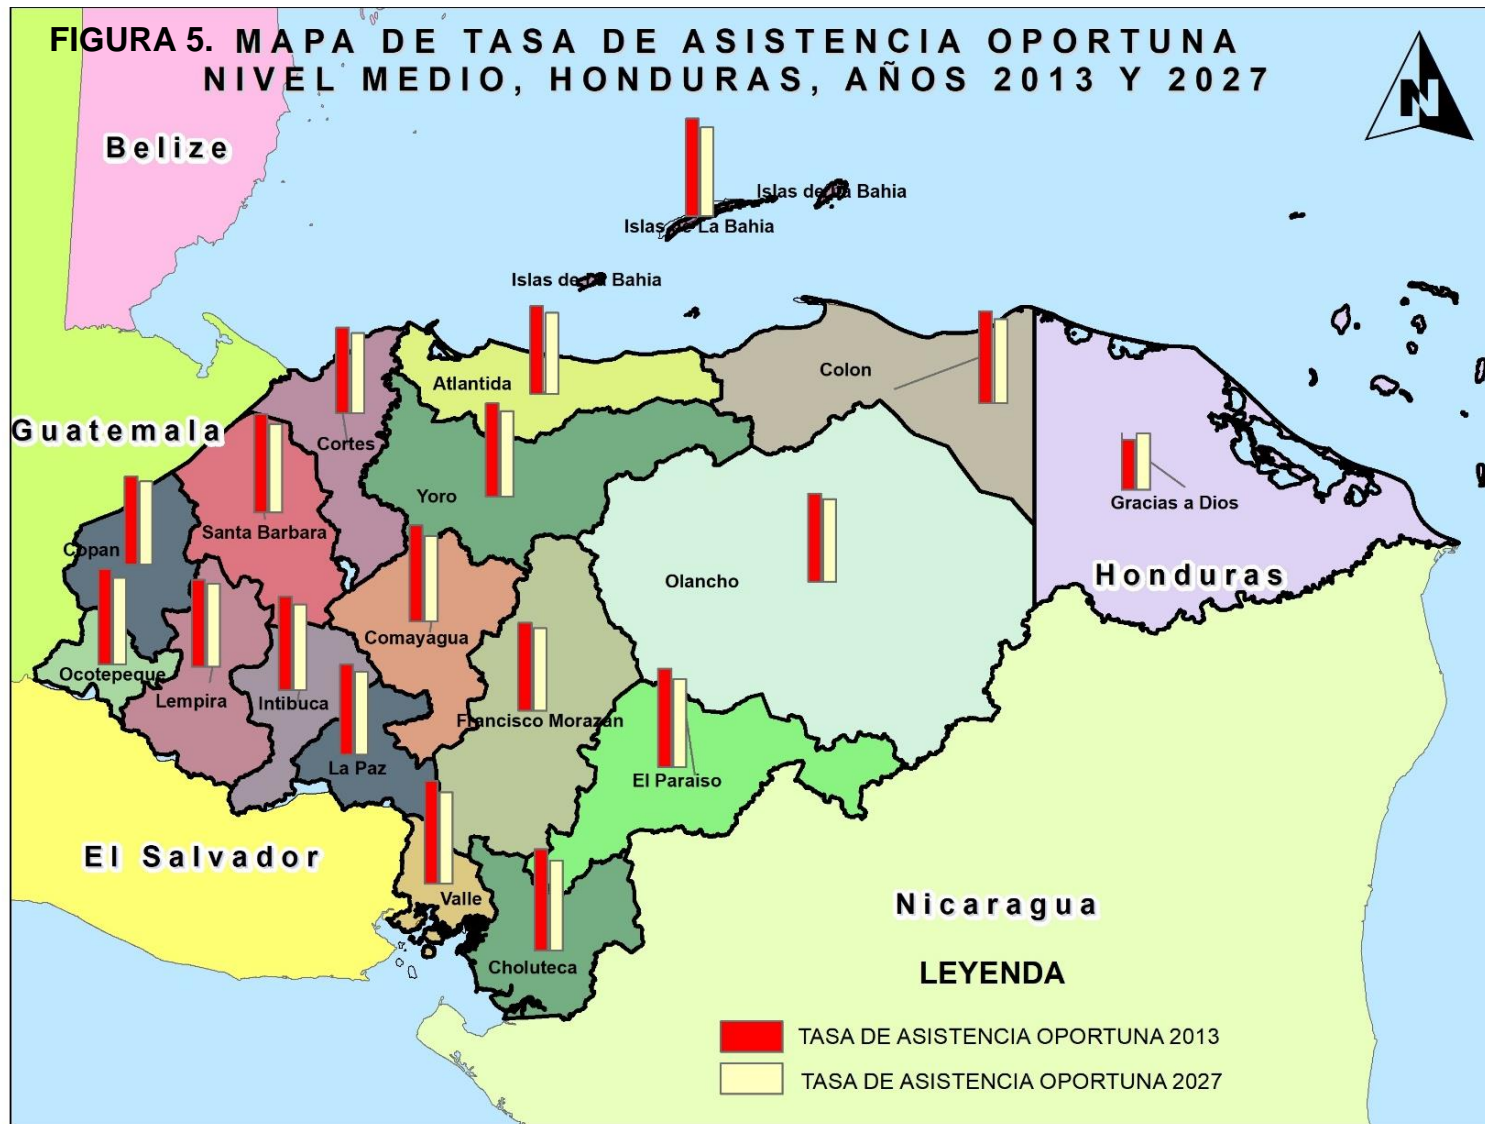 FIGURA 5. MAPA DE TASA DE ASISTENCIA OPORTUNA
NIVEL MEDIO, HONDURAS, AÑOS 2013 Y 2027
N
Belize
Islas de La Bahia
Islas de La Bahia
Islas de La Bahia
Colon
Atlantida
Guatemala
Cortes
Yoro
Gracias a Dios
Santa Barbara
Copan
Honduras
Olancho
Comayagua
Ocotepeque
Lempira
Intibuca
Francisco Morazan
La Paz
El Paraiso
El Salvador
Valle
Nicaragua
Choluteca
LEYENDA
TASA DE ASISTENCIA OPORTUNA 2013
TASA DE ASISTENCIA OPORTUNA 2027